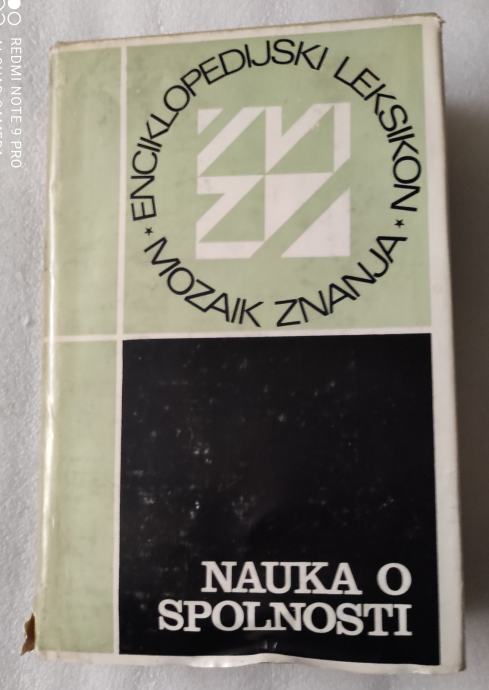 ENCIKLOPEDIJSKI LEKSIKON
* MOZAIK ZNANJA *
NAUKA O
SPOLNOSTI
REDMI NOTE 9 PRO